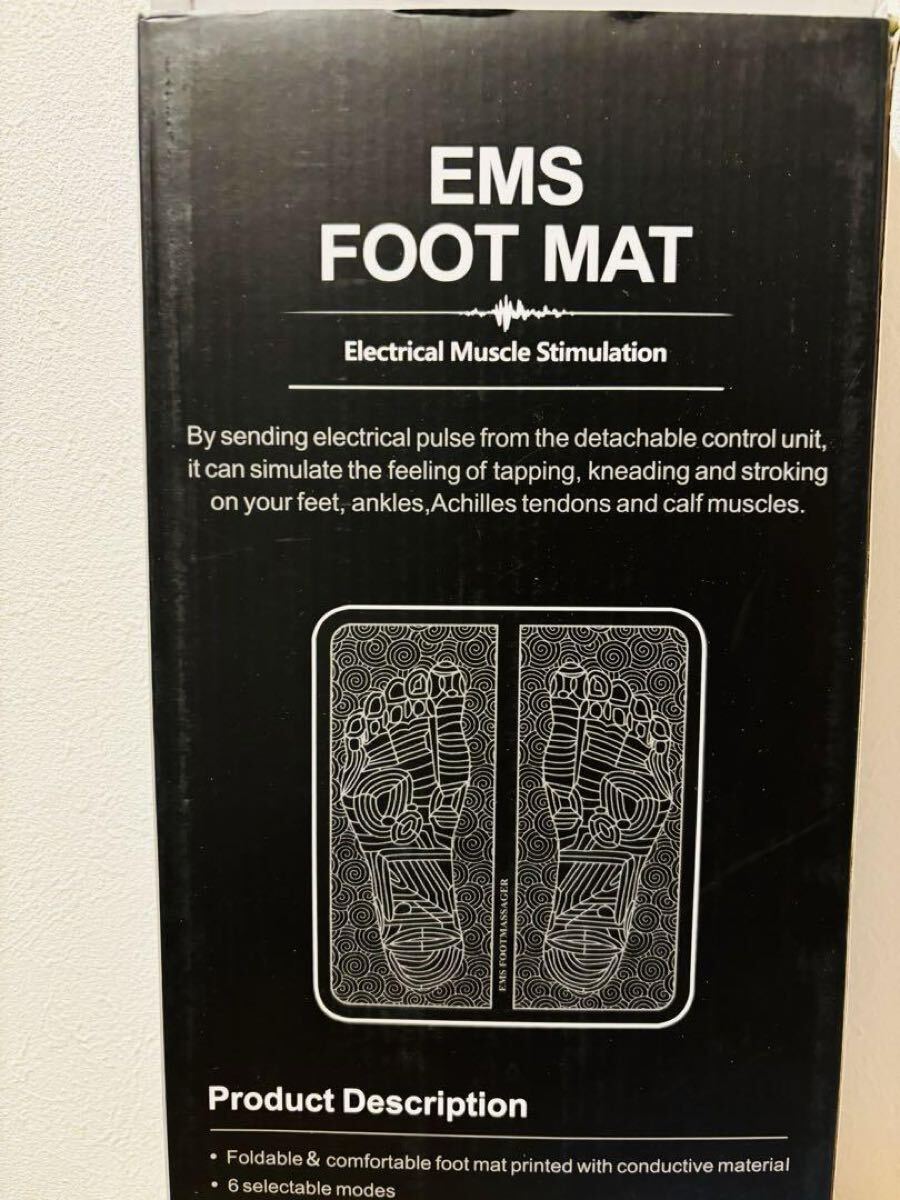 EMS
FOOT MAT
Electrical Muscle Stimulation
By sending electrical pulse from the detachable control unit,
it can simulate the feeling of tapping, kneading and stroking
on your feet, ankles,Achilles tendons and calf muscles.
EMS FOOTMASSAGER
Product Description
• Foldable & comfortable foot mat printed with conductive material
• 6 selectable modes